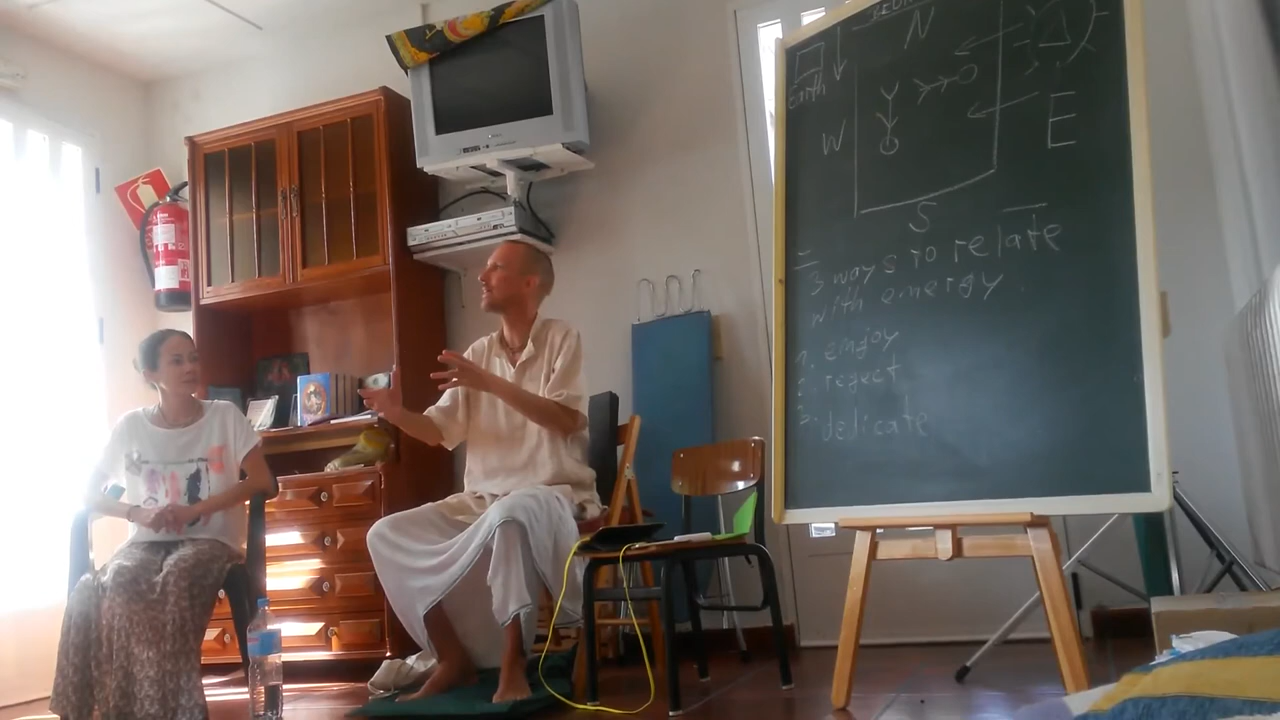 N
Earth
W
E
S
3 ways to relate
with energy
1. enjoy
2. reject
3. dedicate